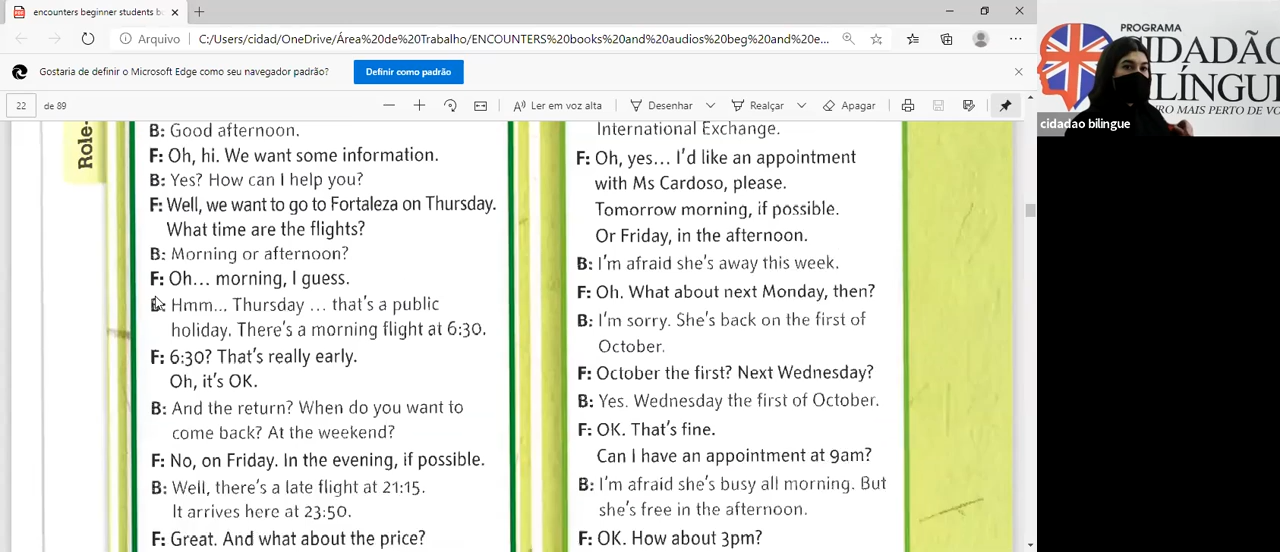 encounters beginner students b
Arquivo
C:/Users/cidad/OneDrive/Área%20de%20Trabalho/ENCOUNTERS%20books%20and%20audios%20beg%20and%20e...
Gostaria de definir o Microsoft Edge como seu navegador padrão?
Definir como padrão
22 de 89
Ler em voz alta
Desenhar
Realçar
Apagar
Role-
B: Good afternoon.
F: Oh, hi. We want some information.
B: Yes? How can I help you?
F: Well, we want to go to Fortaleza on Thursday.
What time are the flights?
B: Morning or afternoon?
F: Oh... morning, I guess.
Hmm... Thursday ... that's a public
holiday. There's a morning flight at 6:30.
F: 6:30? That's really early.
Oh, it's OK.
B: And the return? When do you want to
come back? At the weekend?
F: No, on Friday. In the evening, if possible.
B: Well, there's a late flight at 21:15.
It arrives here at 23:50.
F: Great. And what about the price?
International Exchange.
F: Oh, yes... I'd like an appointment
with Ms Cardoso, please.
Tomorrow morning, if possible.
Or Friday, in the afternoon.
B: I'm afraid she's away this week.
F: Oh. What about next Monday, then?
B: I'm sorry. She's back on the first of
October.
F: October the first? Next Wednesday?
B: Yes. Wednesday the first of October.
F: OK. That's fine.
Can I have an appointment at 9am?
B: I'm afraid she's busy all morning. But
she's free in the afternoon.
F: OK. How about 3pm?
PROGRAMA
CIDADÃO
BILÍNGUE
RO MAIS PERTO DE VO
cidadao bilingue